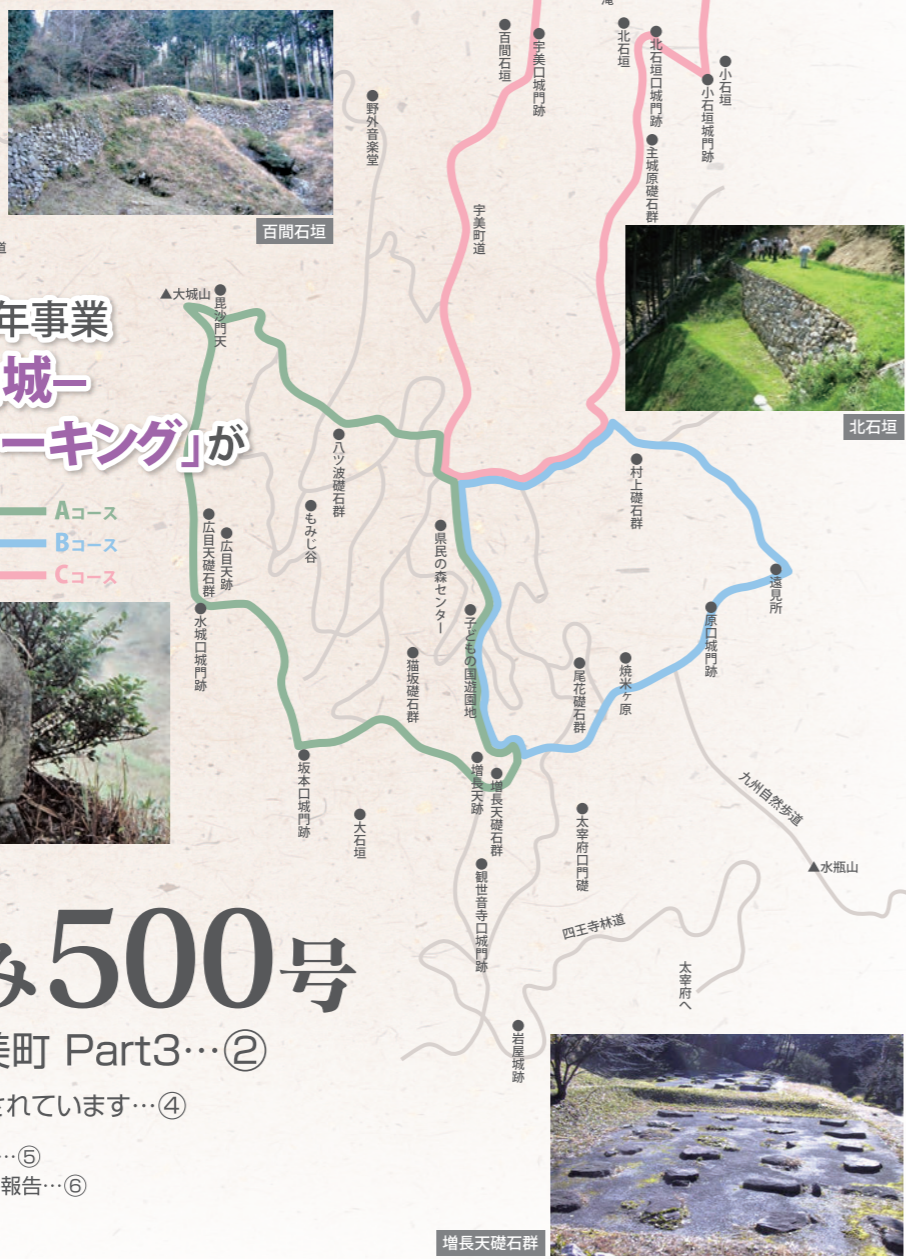 滝
百間石垣
宇美口城門跡
北石垣
北石垣口城門跡
小石垣
小石垣城門跡
野外音楽堂
主城原礎石群
百間石垣
道
宇美町道
北石垣
▲大城山
毘沙門天
年事業
城ー
ーキング」が
Aコース
Bコース
Cコース
八ツ波礎石群
もみじ谷
広目天礎石群
広目天跡
県民の森センター
村上礎石群
遠見所
水城口城門跡
猫坂礎石群
子どもの国遊園地
尾花礎石群
焼米ヶ原
原口城門跡
坂本口城門跡
大石垣
増長天跡
増長天礎石群
太宰府口門礎
九州自然歩道
▲水瓶山
観世音寺口城門跡
四王寺林道
太宰府へ
岩屋城跡
み500号
美町 Part3…②
されています…④
…⑤
報告…⑥
増長天礎石群